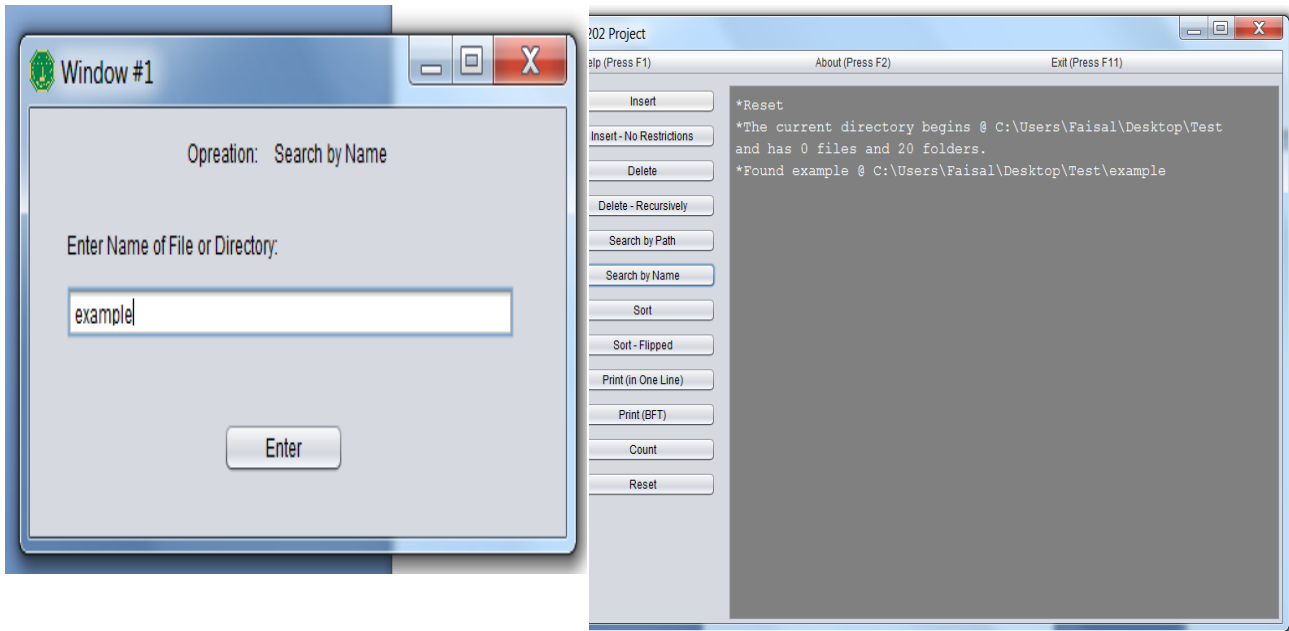 Window #1
Opreation: Search by Name
Enter Name of File or Directory:
example
Enter
202 Project
elp (Press F1) About (Press F2) Exit (Press F11)
Insert
Insert - No Restrictions
Delete
Delete - Recursively
Search by Path
Search by Name
Sort
Sort - Flipped
Print (in One Line)
Print (BFT)
Count
Reset
*Reset
*The current directory begins @ C:\Users\Faisal\Desktop\Test
and has 0 files and 20 folders.
*Found example @ C:\Users\Faisal\Desktop\Test\example